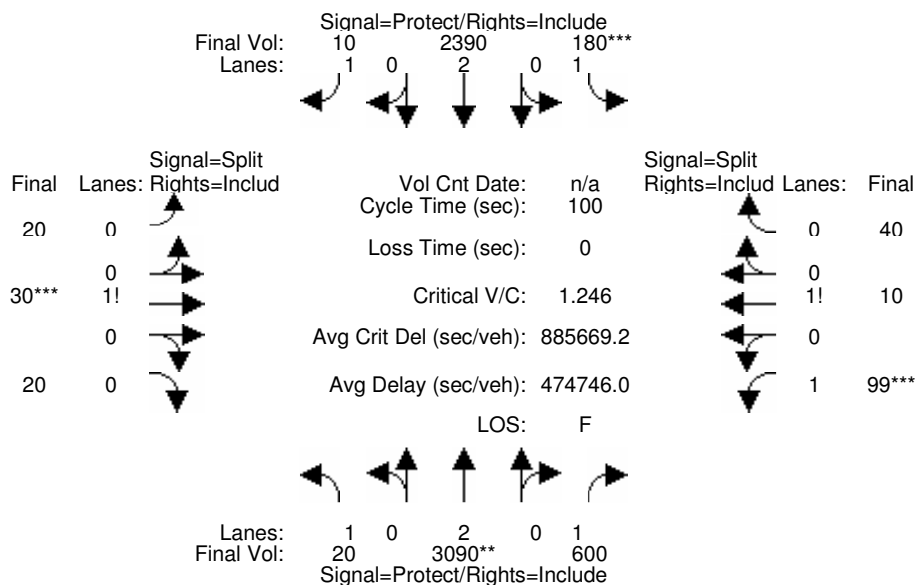 Signal=Protect/Rights=Include
Final Vol: 10 2390 180***
Lanes: 1 0 2 0 1
Signal=Split Signal=Split
Final Lanes: Rights=Includ Vol Cnt Date: n/a Rights=Includ Lanes: Final
Cycle Time (sec): 100
20 0 0 40
Loss Time (sec): 0
0 0
30*** 1! Critical V/C: 1.246 1! 10
0 Avg Crit Del (sec/veh): 885669.2 0
20 0 Avg Delay (sec/veh): 474746.0 1 99***
LOS: F
Lanes: 1 0 2 0 1
Final Vol: 20 3090** 600
Signal=Protect/Rights=Include